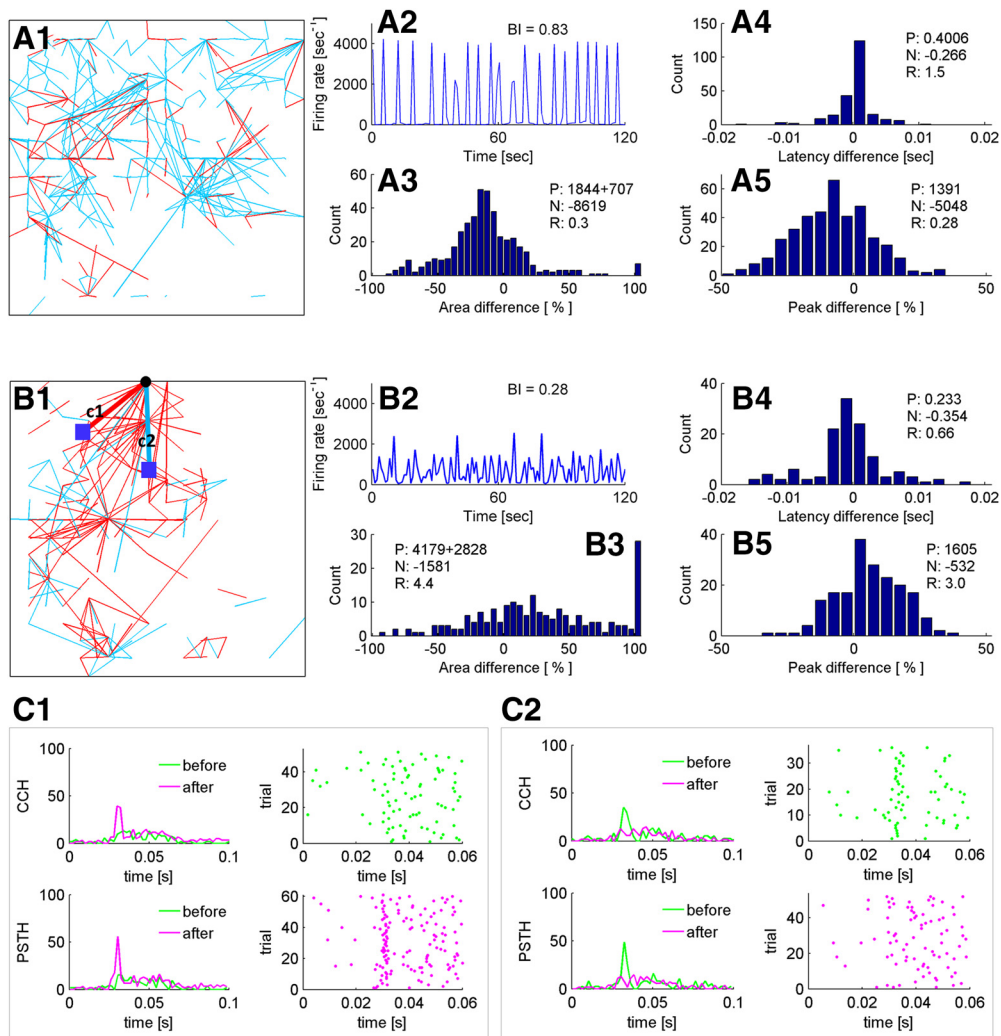 A1
A2
BI = 0.83
Firing rate [sec⁻¹]
4000
2000
0
0 60 120
Time [sec]
A3
P: 1844+707
N: -8619
R: 0.3
Count
60
40
20
0
-100 -50 0 50 100
Area difference [ % ]
A4
P: 0.4006
N: -0.266
R: 1.5
Count
150
100
50
0
-0.02 -0.01 0 0.01 0.02
Latency difference [sec]
A5
P: 1391
N: -5048
R: 0.28
Count
60
40
20
0
-50 0 50
Peak difference [ % ]
B1
c1
c2
B2
BI = 0.28
Firing rate [sec⁻¹]
4000
2000
0
0 60 120
Time [sec]
B3
P: 4179+2828
N: -1581
R: 4.4
Count
30
20
10
0
-100 -50 0 50 100
Area difference [ % ]
B4
P: 0.233
N: -0.354
R: 0.66
Count
40
20
0
-0.02 -0.01 0 0.01 0.02
Latency difference [sec]
B5
P: 1605
N: -532
R: 3.0
Count
40
20
0
-50 0 50
Peak difference [ % ]
C1
CCH
100
50
0
before
after
0 0.05 0.1
time [s]
trial
40
20
0
0 0.02 0.04 0.06
time [s]
PSTH
100
50
0
before
after
0 0.05 0.1
time [s]
trial
60
40
20
0
0 0.02 0.04 0.06
time [s]
C2
CCH
100
50
0
before
after
0 0.05 0.1
time [s]
trial
30
20
10
0
0 0.02 0.04 0.06
time [s]
PSTH
100
50
0
before
after
0 0.05 0.1
time [s]
trial
40
20
0
0 0.02 0.04 0.06
time [s]